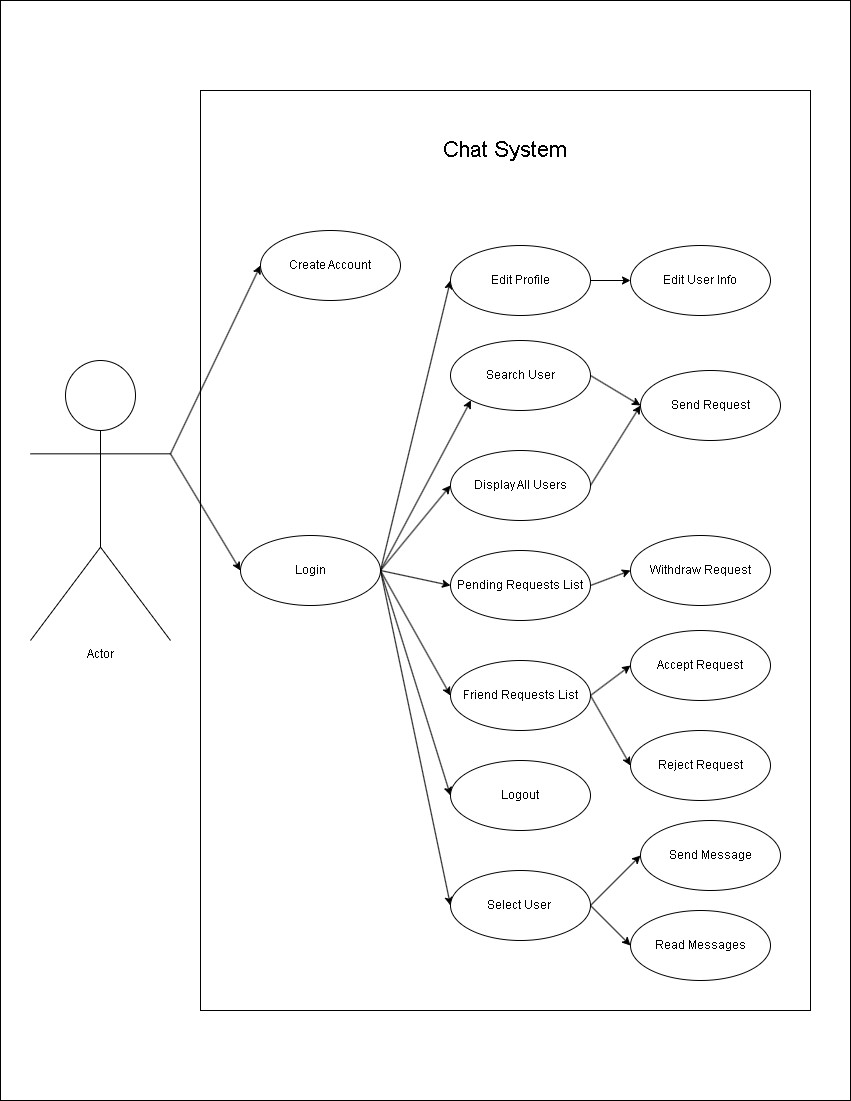 Chat System
Create Account
Edit Profile
Edit User Info
Search User
Send Request
Display All Users
Login
Pending Requests List
Withdraw Request
Actor
Friend Requests List
Accept Request
Reject Request
Logout
Send Message
Select User
Read Messages